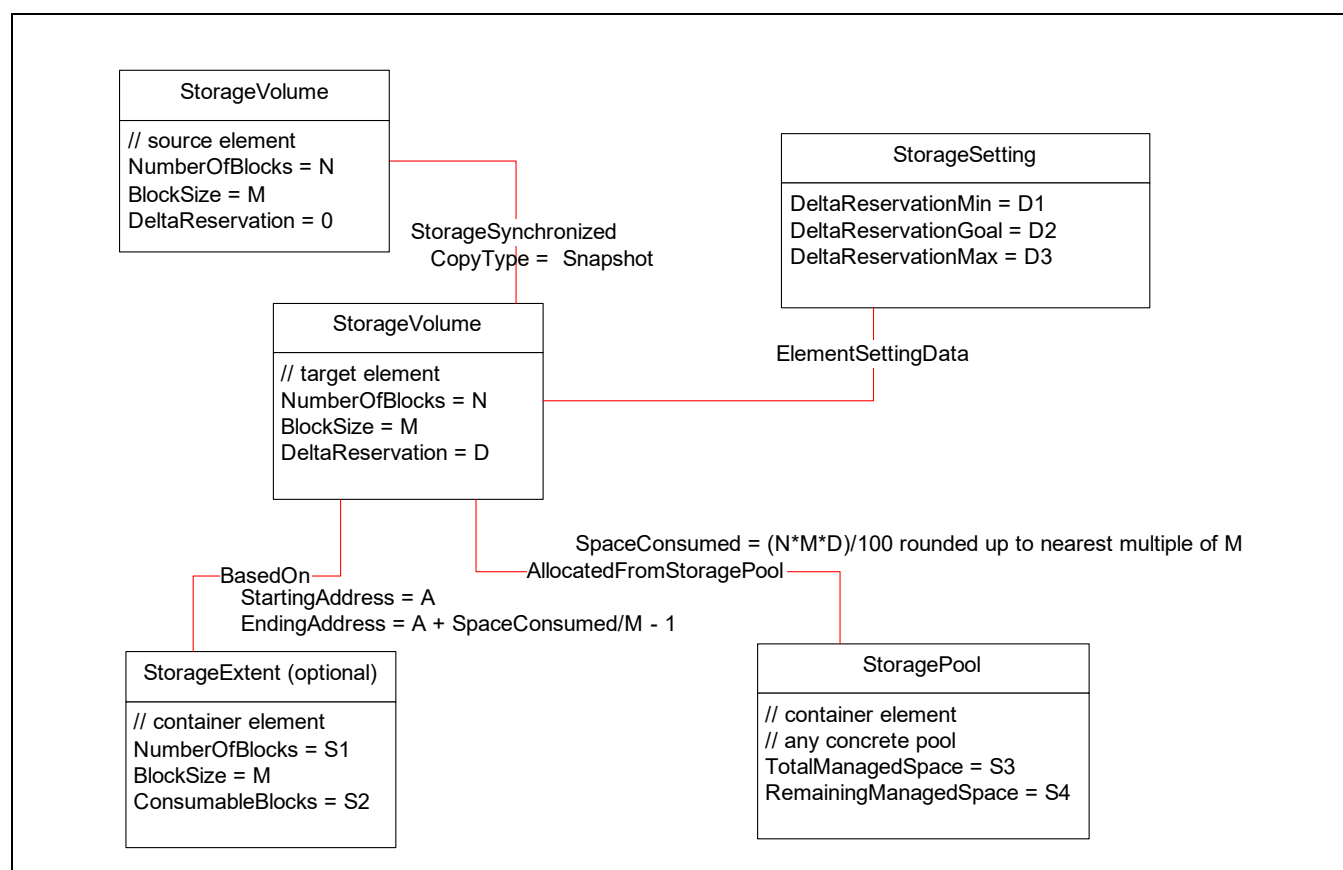 StorageVolume
// source element
NumberOfBlocks = N
BlockSize = M
DeltaReservation = 0
StorageSetting
DeltaReservationMin = D1
DeltaReservationGoal = D2
DeltaReservationMax = D3
StorageSynchronized
CopyType = Snapshot
StorageVolume
// target element
NumberOfBlocks = N
BlockSize = M
DeltaReservation = D
ElementSettingData
SpaceConsumed = (N*M*D)/100 rounded up to nearest multiple of M
AllocatedFromStoragePool
BasedOn
StartingAddress = A
EndingAddress = A + SpaceConsumed/M - 1
StorageExtent (optional)
// container element
NumberOfBlocks = S1
BlockSize = M
ConsumableBlocks = S2
StoragePool
// container element
// any concrete pool
TotalManagedSpace = S3
RemainingManagedSpace = S4